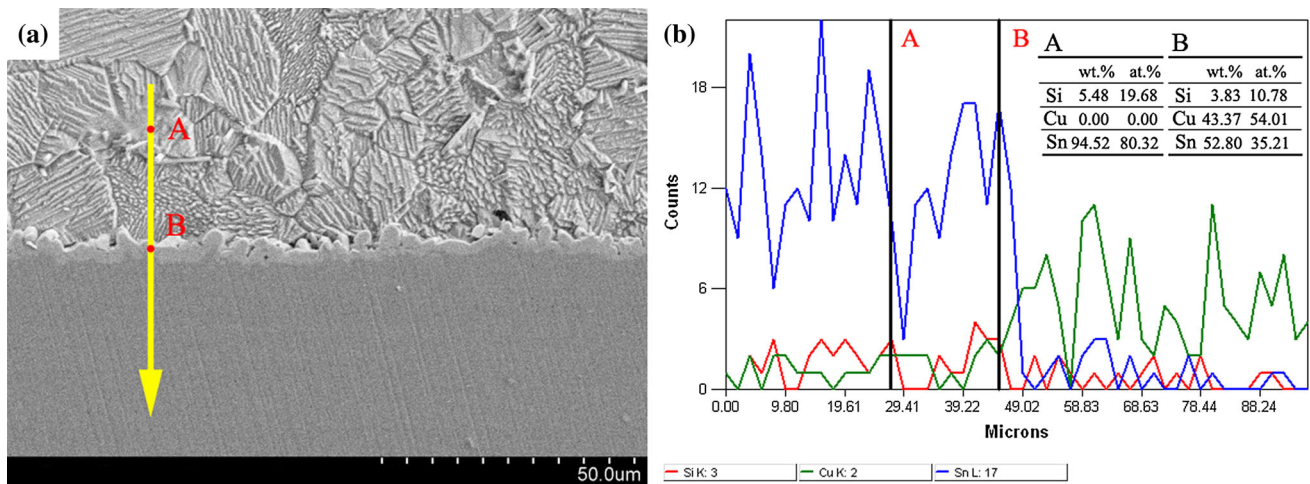 (a)
A
B
50.0um
(b)
A
B
A
wt.% at.%
Si 5.48 19.68
Cu 0.00 0.00
Sn 94.52 80.32
B
wt.% at.%
Si 3.83 10.78
Cu 43.37 54.01
Sn 52.80 35.21
Counts
18
12
6
0
0.00 9.80 19.61 29.41 39.22 49.02 58.83 68.63 78.44 88.24
Microns
Si K: 3
Cu K: 2
Sn L: 17